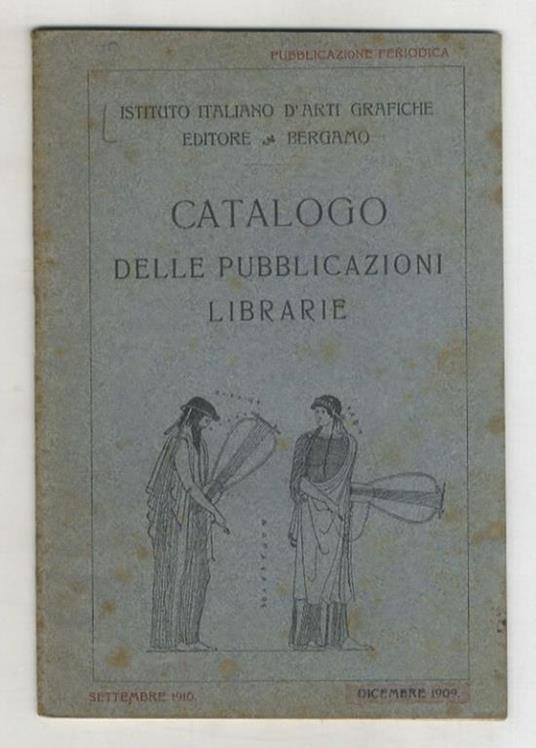 PUBBLICAZIONE PERIODICA
ISTITUTO ITALIANO D'ARTI GRAFICHE
EDITORE BERGAMO
CATALOGO
DELLE PUBBLICAZIONI
LIBRARIE
SETTEMBRE 1910.
DICEMBRE 1909.